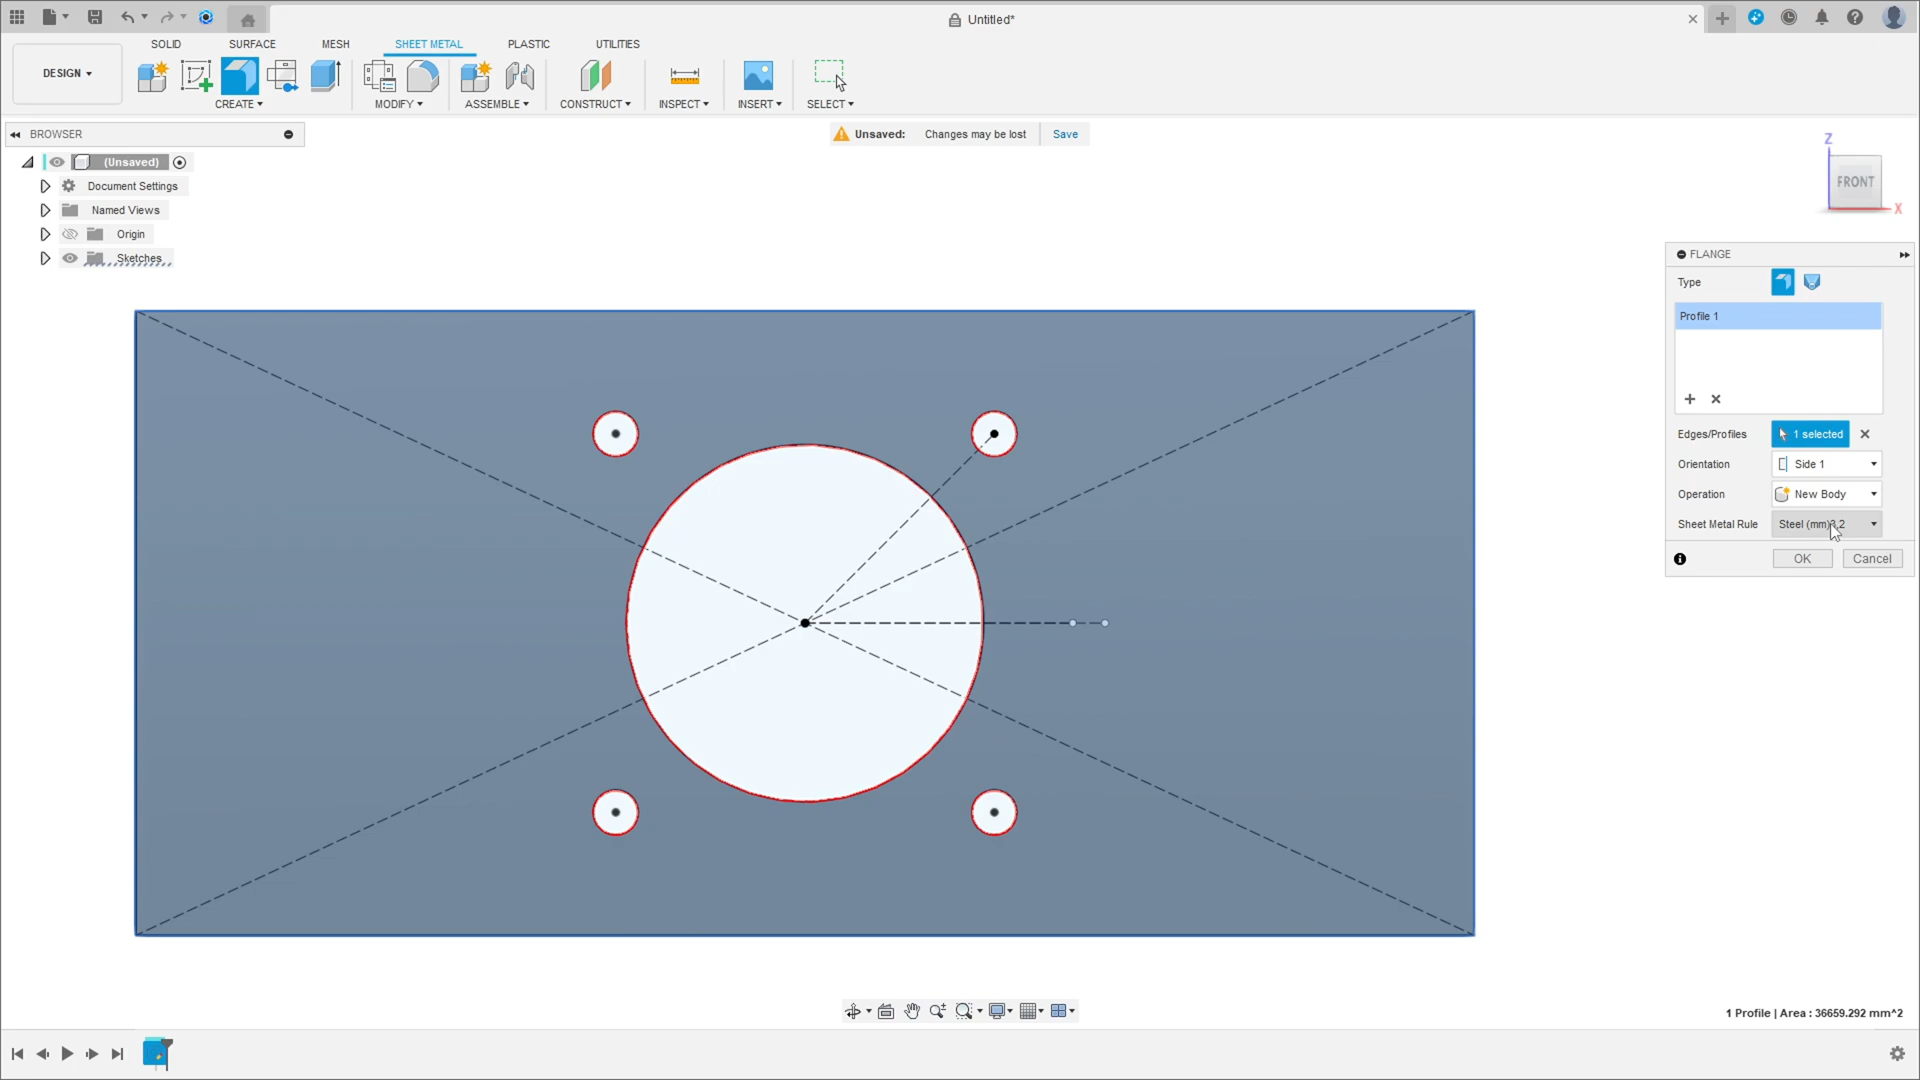 Untitled*
SOLID SURFACE MESH SHEET METAL PLASTIC UTILITIES
DESIGN
CREATE MODIFY ASSEMBLE CONSTRUCT INSPECT INSERT SELECT
BROWSER
Unsaved: Changes may be lost Save
(Unsaved)
Document Settings
Named Views
Origin
Sketches
Z
FRONT
X
FLANGE
Type
Profile 1
Edges/Profiles 1 selected
Orientation Side 1
Operation New Body
Sheet Metal Rule Steel (mm)3,2
OK Cancel
1 Profile | Area : 36659.292 mm^2